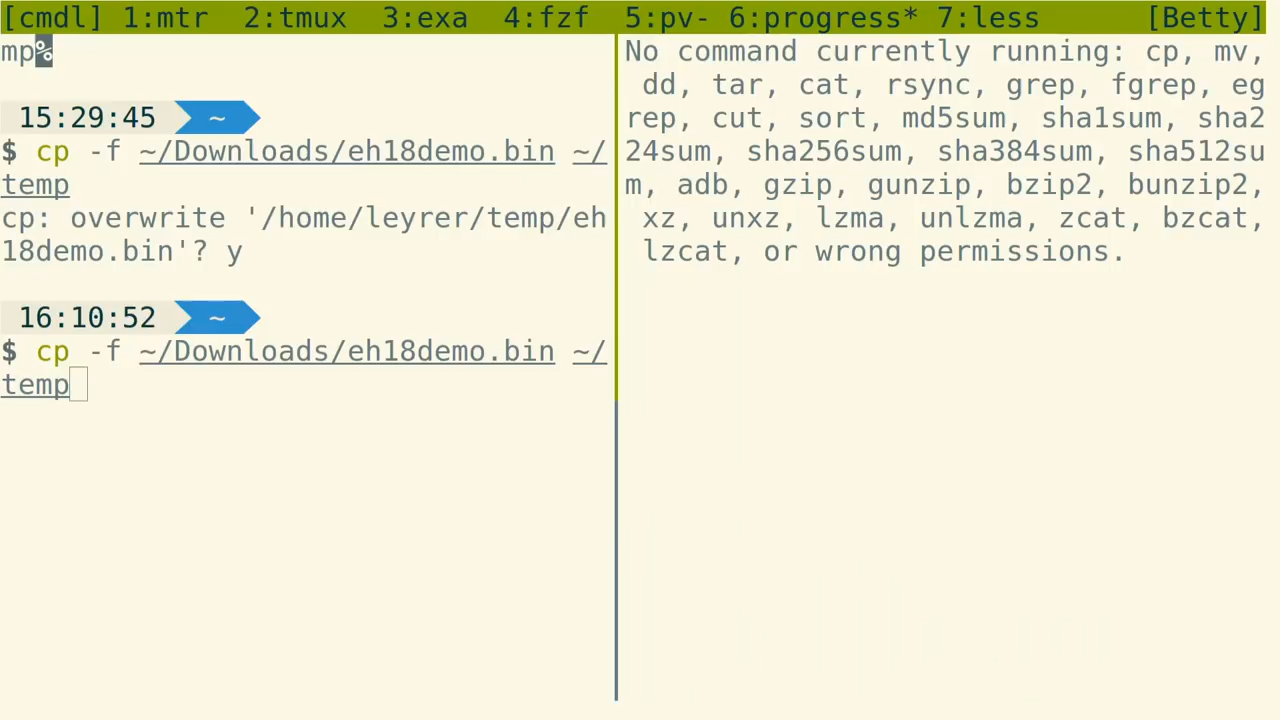 [cmdl] 1:mtr 2:tmux 3:exa 4:fzf 5:pv- 6:progress* 7:less [Betty]
mp%
15:29:45 ~
$ cp -f ~/Downloads/eh18demo.bin ~/
temp
cp: overwrite '/home/leyrer/temp/eh
18demo.bin'? y
16:10:52 ~
$ cp -f ~/Downloads/eh18demo.bin ~/
temp
No command currently running: cp, mv,
dd, tar, cat, rsync, grep, fgrep, eg
rep, cut, sort, md5sum, sha1sum, sha2
24sum, sha256sum, sha384sum, sha512su
m, adb, gzip, gunzip, bzip2, bunzip2,
xz, unxz, lzma, unlzma, zcat, bzcat,
lzcat, or wrong permissions.